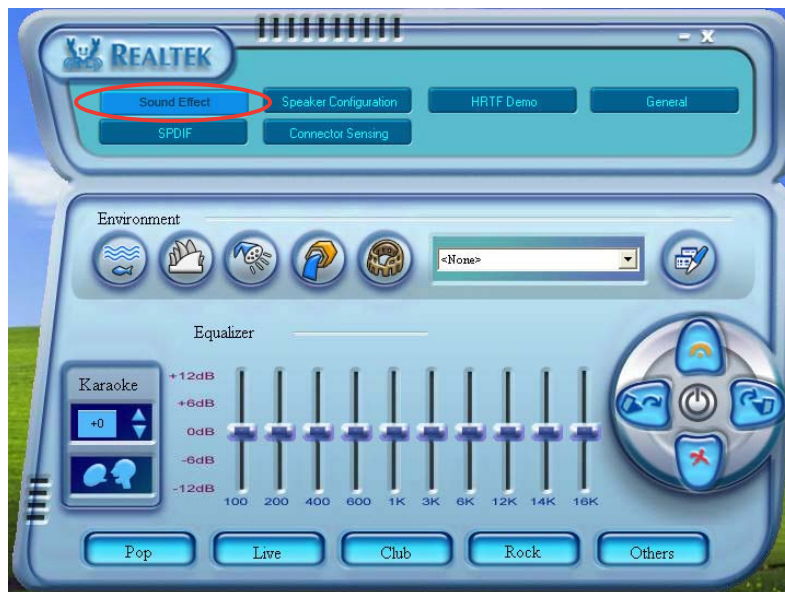 REALTEK
Sound Effect Speaker Configuration HRTF Demo General
SPDIF Connector Sensing
Environment
<None>
Equalizer
Karaoke
+0
+12dB
+6dB
0dB
-6dB
-12dB
100 200 400 600 1K 3K 6K 12K 14K 16K
Pop Live Club Rock Others